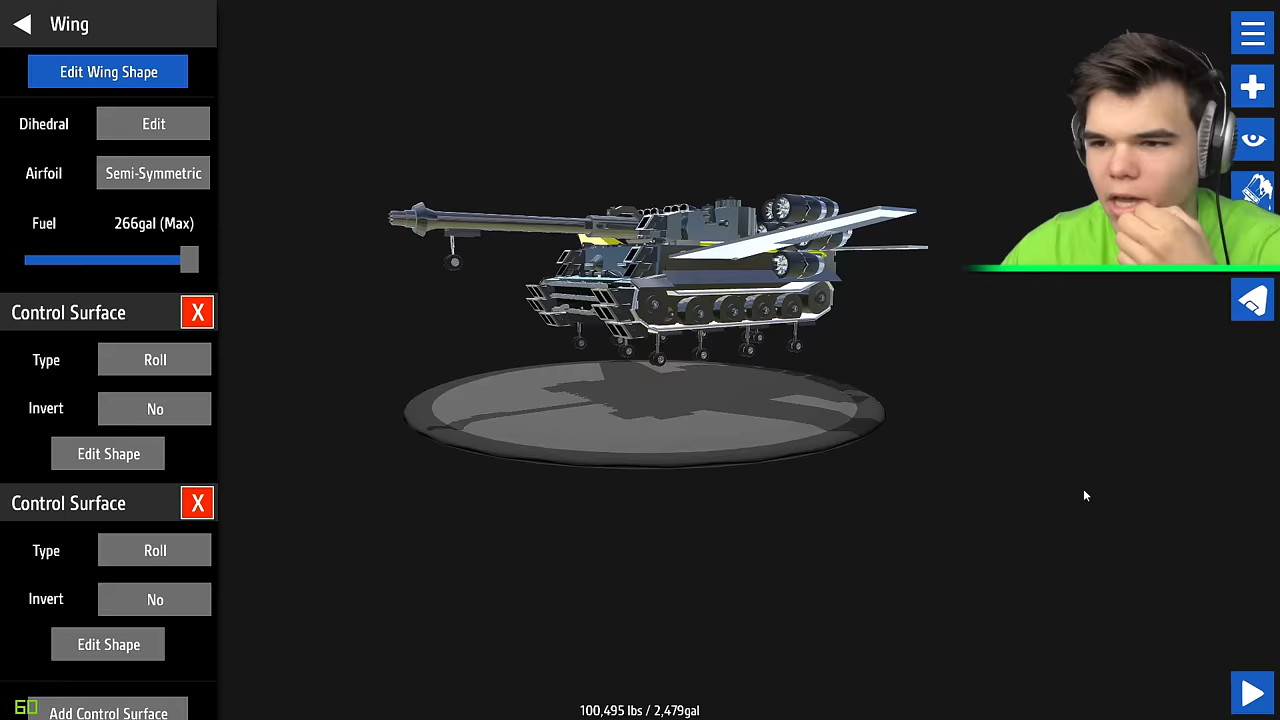 Wing
Edit Wing Shape
Dihedral Edit
Airfoil Semi-Symmetric
Fuel 266gal (Max)
Control Surface X
Type Roll
Invert No
Edit Shape
Control Surface X
Type Roll
Invert No
Edit Shape
60 Add Control Surface
100,495 lbs / 2,479gal